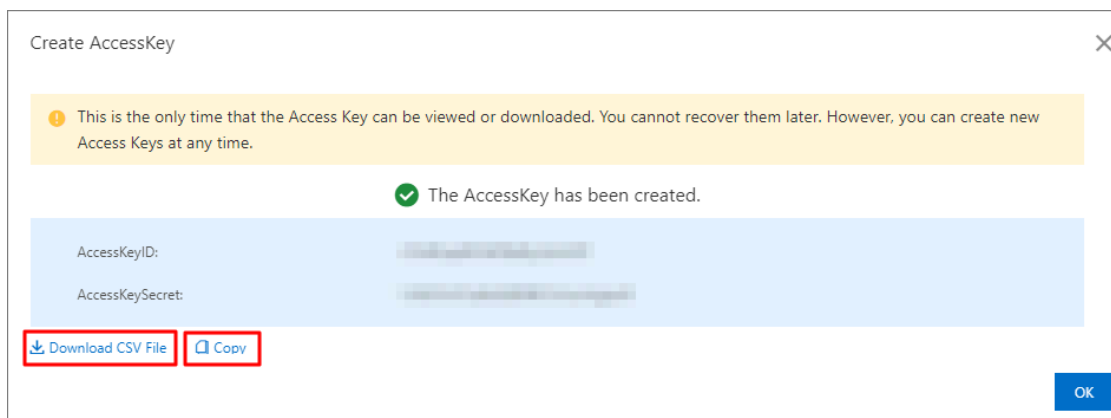 Create AccessKey
This is the only time that the Access Key can be viewed or downloaded. You cannot recover them later. However, you can create new
Access Keys at any time.
The AccessKey has been created.
AccessKeyID:
AccessKeySecret:
Download CSV File Copy
OK